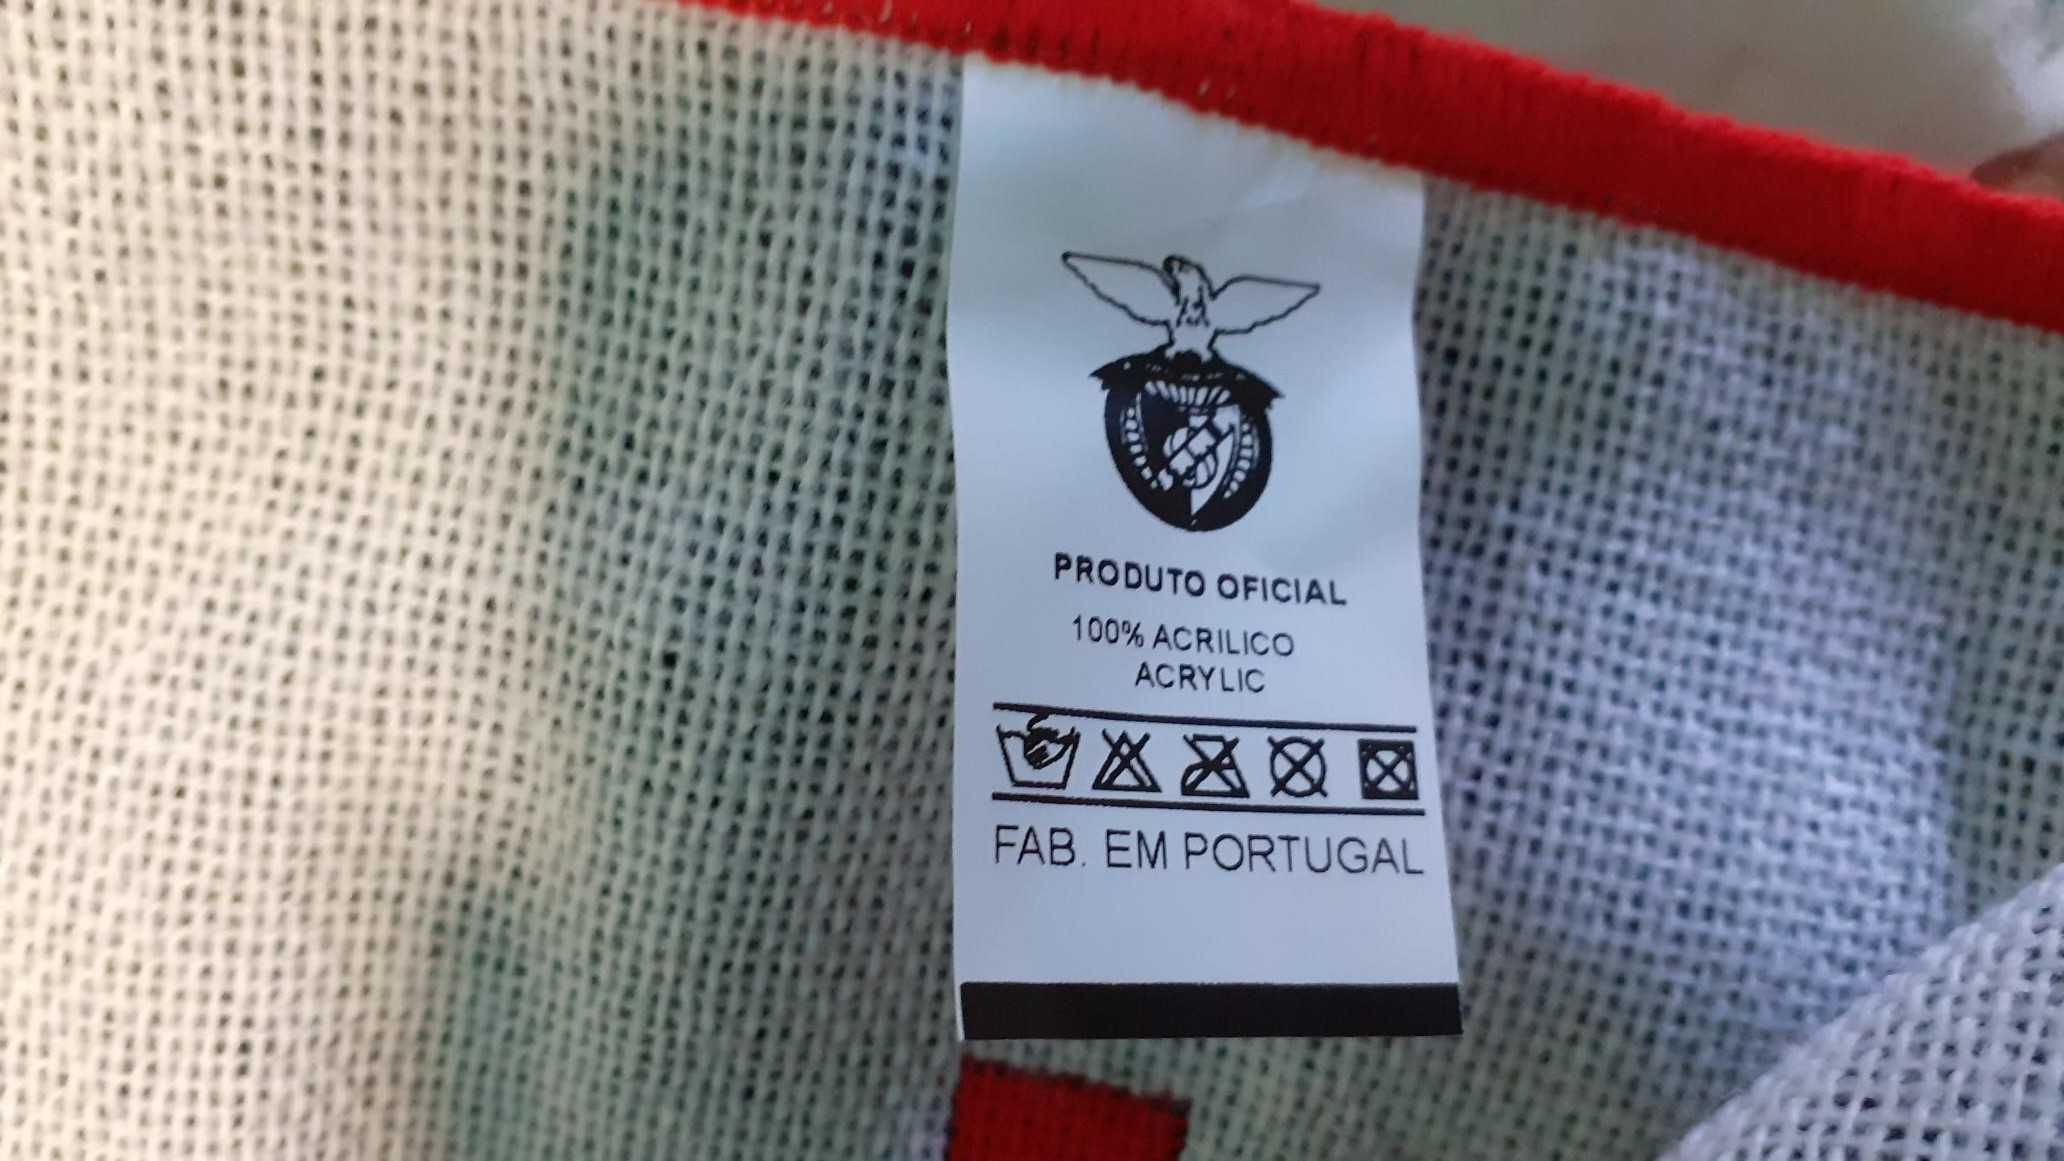 PRODUTO OFICIAL
100% ACRILICO
ACRYLIC
FAB. EM PORTUGAL